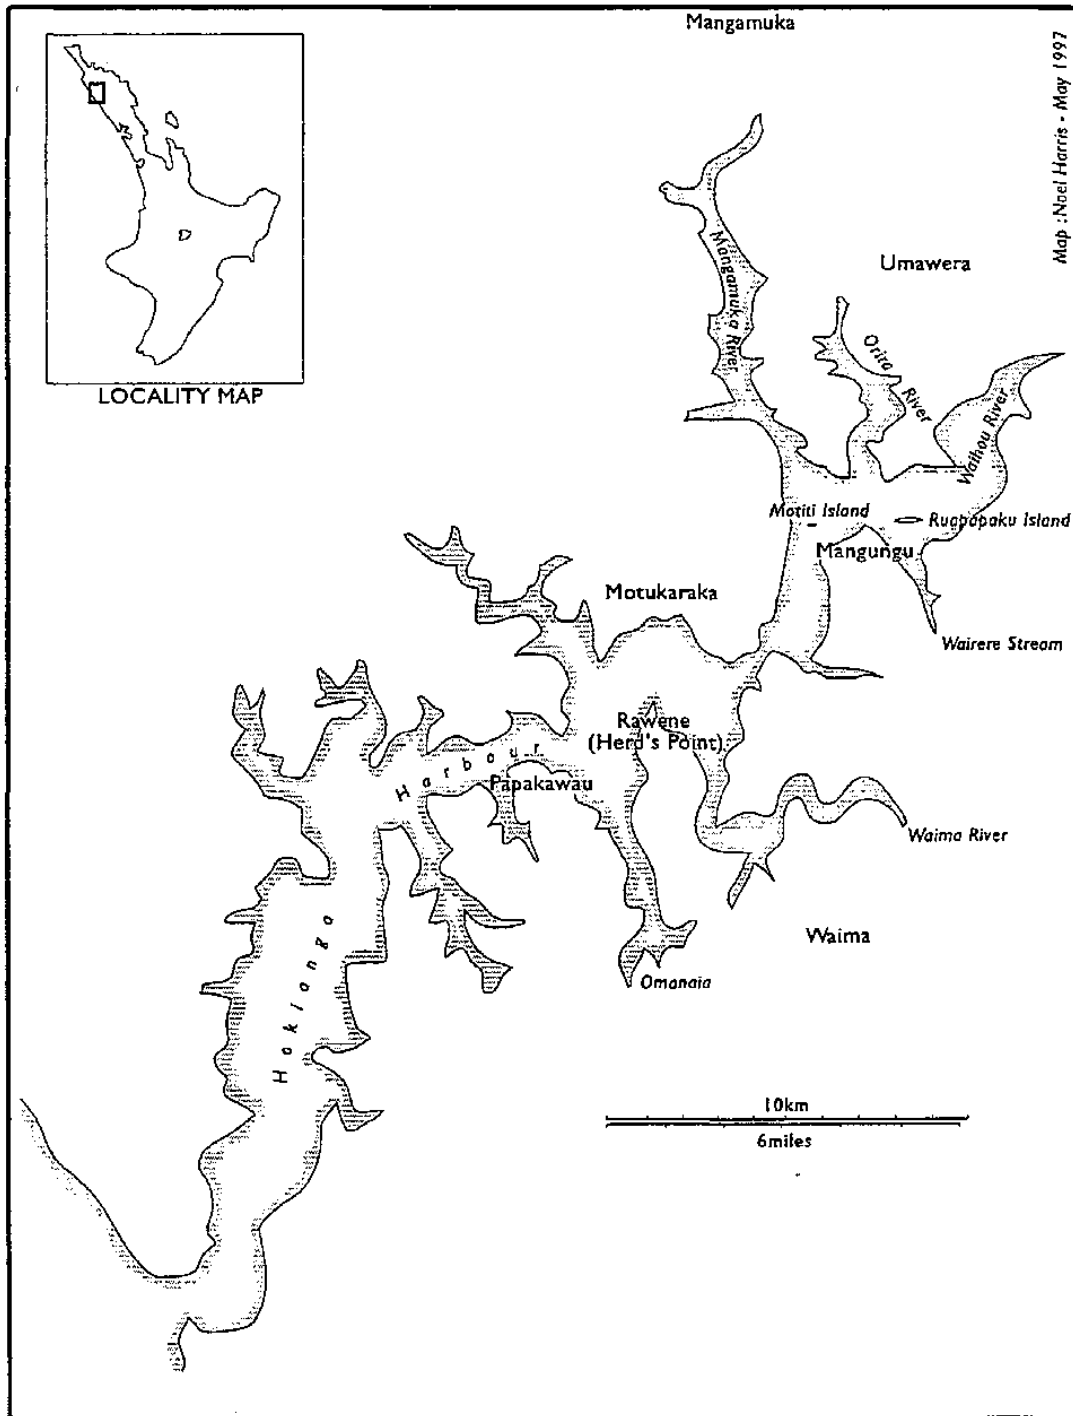 Mangamuka
Map : Noel Harris - May 1997
LOCALITY MAP
Mangamuka River
Umawera
Orira
River
Waihou River
Motiti Island
Ruapapaku Island
Mangungu
Motukaraka
Wairere Stream
Rawene
(Herd's Point)
Harbour
Papakawau
Waima River
Waima
Omanaia
Hokianga
10km
6miles